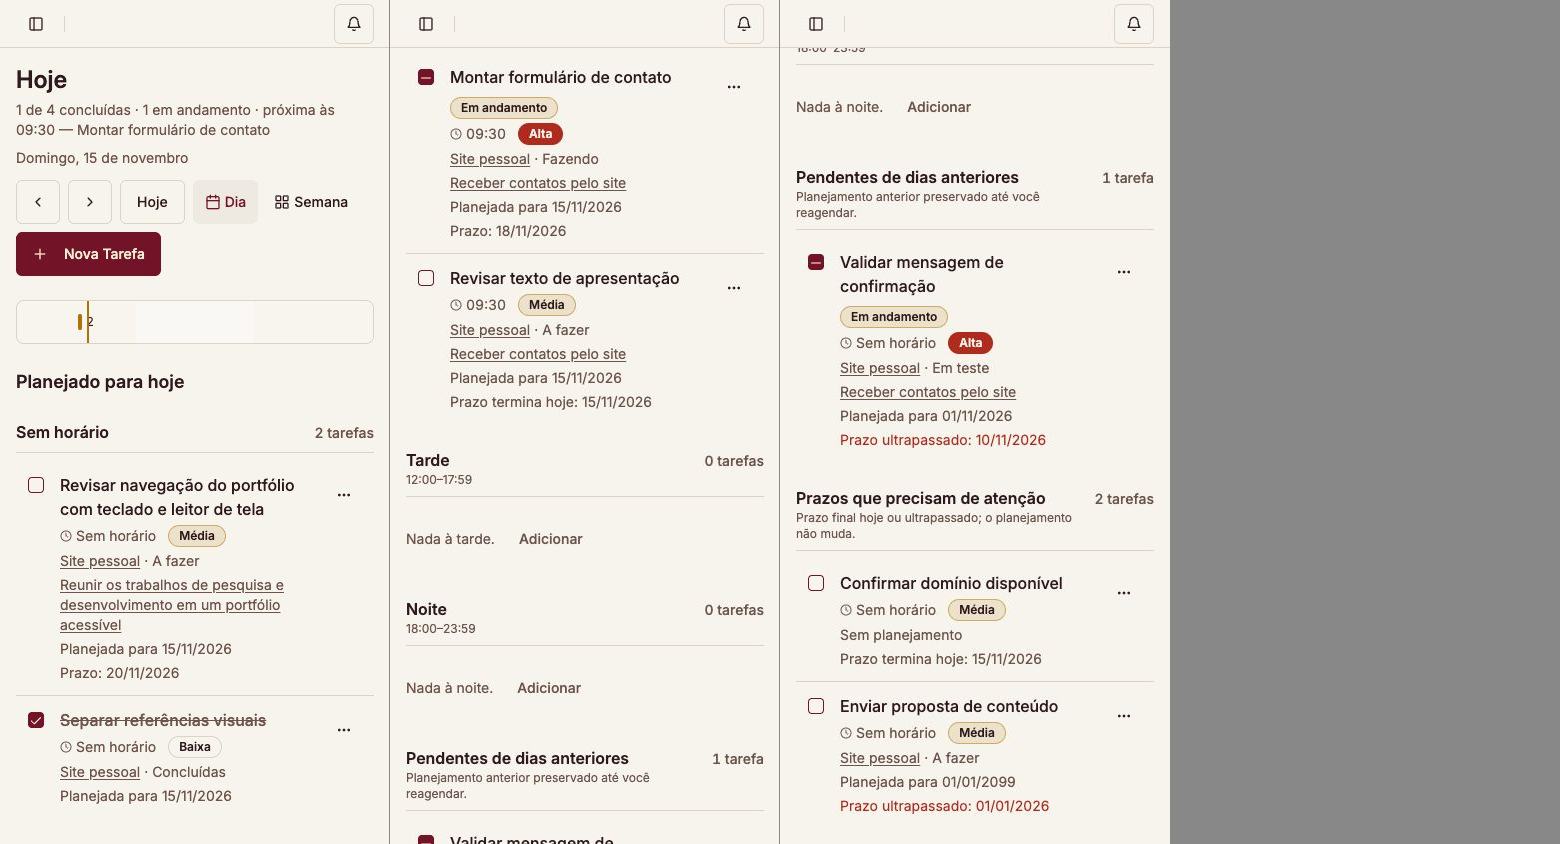 Hoje
1 de 4 concluídas · 1 em andamento · próxima às
09:30 — Montar formulário de contato
Domingo, 15 de novembro
Hoje
Dia
Semana
Nova Tarefa
2
Planejado para hoje
Sem horário
2 tarefas
Revisar navegação do portfólio
com teclado e leitor de tela
Sem horário
Média
Site pessoal · A fazer
Reunir os trabalhos de pesquisa e
desenvolvimento em um portfólio
acessível
Planejada para 15/11/2026
Prazo: 20/11/2026
Separar referências visuais
Sem horário
Baixa
Site pessoal · Concluídas
Planejada para 15/11/2026
Montar formulário de contato
Em andamento
09:30
Alta
Site pessoal · Fazendo
Receber contatos pelo site
Planejada para 15/11/2026
Prazo: 18/11/2026
Revisar texto de apresentação
09:30
Média
Site pessoal · A fazer
Receber contatos pelo site
Planejada para 15/11/2026
Prazo termina hoje: 15/11/2026
Tarde
0 tarefas
12:00–17:59
Nada à tarde.
Adicionar
Noite
0 tarefas
18:00–23:59
Nada à noite.
Adicionar
Pendentes de dias anteriores
1 tarefa
Planejamento anterior preservado até você
reagendar.
Validar mensagem de
18:00–23:59
Nada à noite.
Adicionar
Pendentes de dias anteriores
1 tarefa
Planejamento anterior preservado até você
reagendar.
Validar mensagem de
confirmação
Em andamento
Sem horário
Alta
Site pessoal · Em teste
Receber contatos pelo site
Planejada para 01/11/2026
Prazo ultrapassado: 10/11/2026
Prazos que precisam de atenção
2 tarefas
Prazo final hoje ou ultrapassado; o planejamento
não muda.
Confirmar domínio disponível
Sem horário
Média
Sem planejamento
Prazo termina hoje: 15/11/2026
Enviar proposta de conteúdo
Sem horário
Média
Site pessoal · A fazer
Planejada para 01/01/2099
Prazo ultrapassado: 01/01/2026